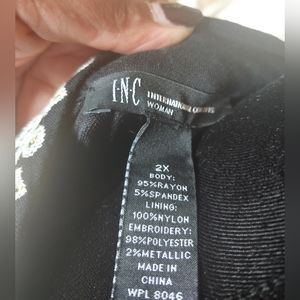 I·N·C
INTERNATIONAL CONCEPTS
WOMAN
2X
BODY:
95%RAYON
5%SPANDEX
LINING:
100%NYLON
EMBROIDERY:
98%POLYESTER
2%METALLIC
MADE IN
CHINA
WPL 8046